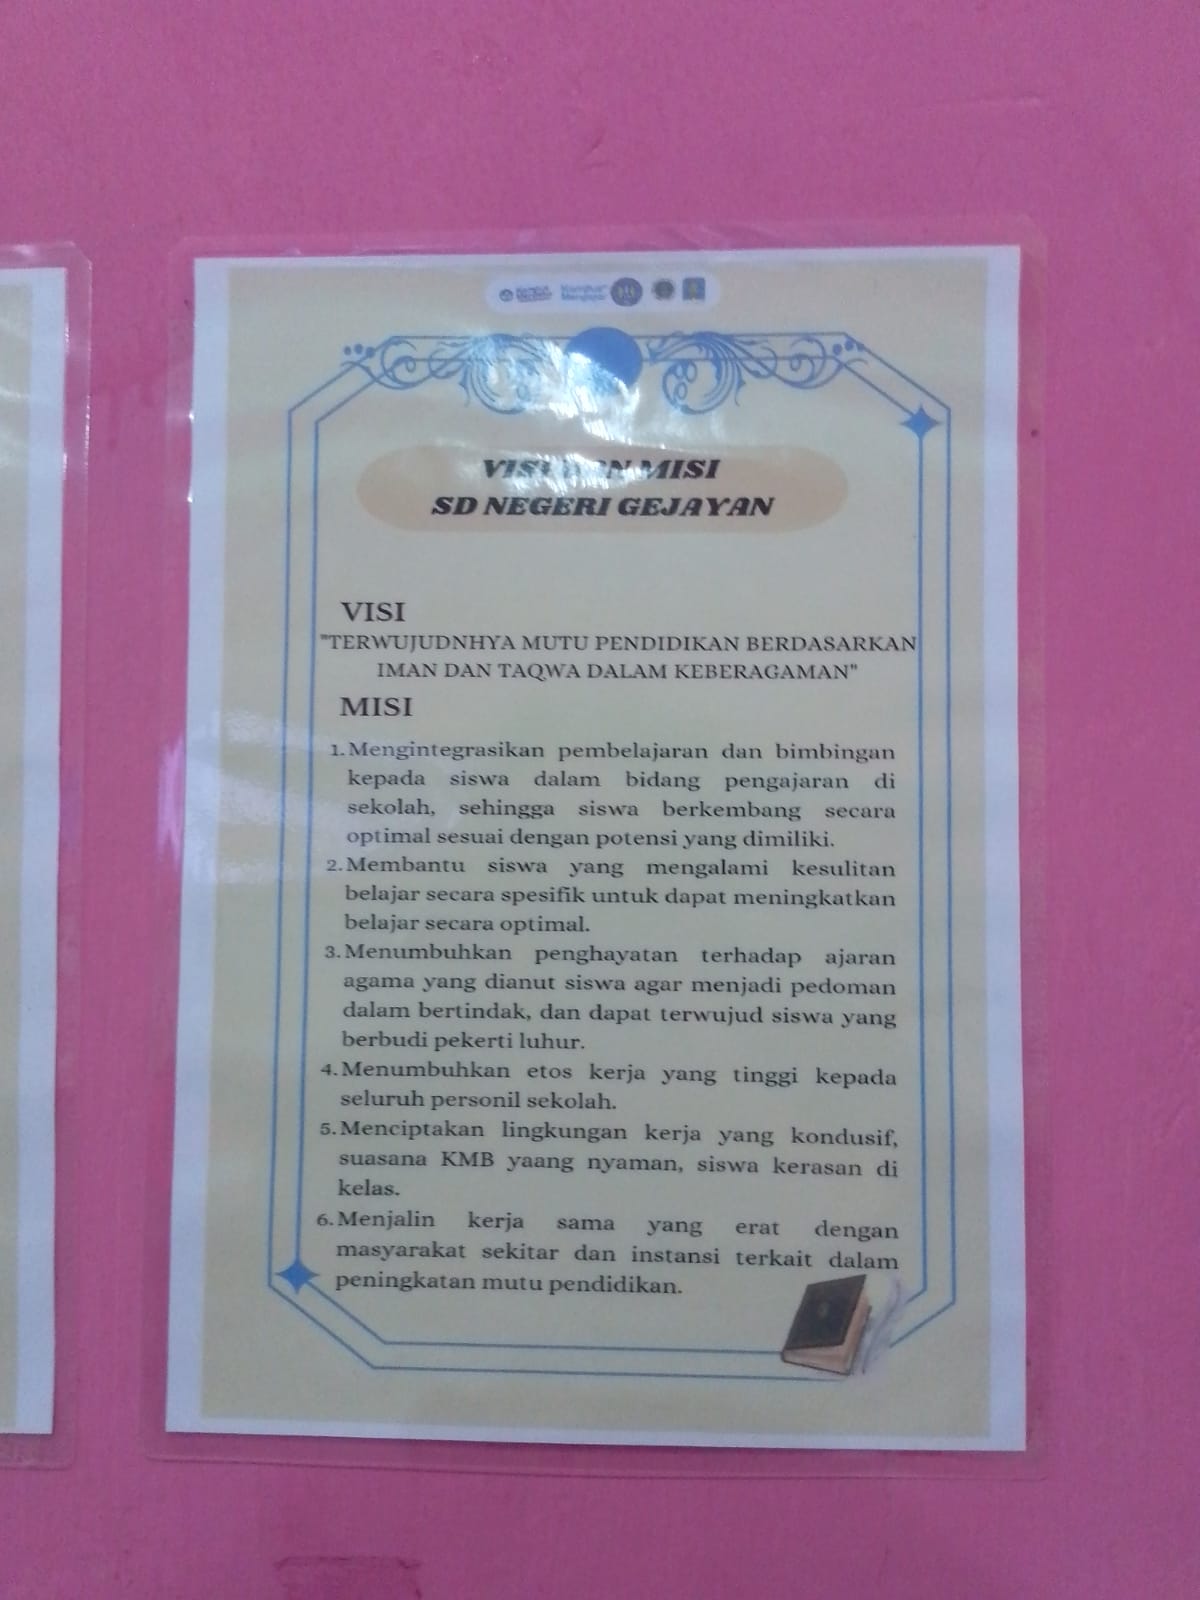 VISI DAN MISI
SD NEGERI GEJAYAN
VISI
"TERWUJUDNHYA MUTU PENDIDIKAN BERDASARKAN
IMAN DAN TAQWA DALAM KEBERAGAMAN"
MISI
1. Mengintegrasikan pembelajaran dan bimbingan
kepada siswa dalam bidang pengajaran di
sekolah, sehingga siswa berkembang secara
optimal sesuai dengan potensi yang dimiliki.
2. Membantu siswa yang mengalami kesulitan
belajar secara spesifik untuk dapat meningkatkan
belajar secara optimal.
3. Menumbuhkan penghayatan terhadap ajaran
agama yang dianut siswa agar menjadi pedoman
dalam bertindak, dan dapat terwujud siswa yang
berbudi pekerti luhur.
4. Menumbuhkan etos kerja yang tinggi kepada
seluruh personil sekolah.
5. Menciptakan lingkungan kerja yang kondusif,
suasana KMB yaang nyaman, siswa kerasan di
kelas.
6. Menjalin kerja sama yang erat dengan
masyarakat sekitar dan instansi terkait dalam
peningkatan mutu pendidikan.